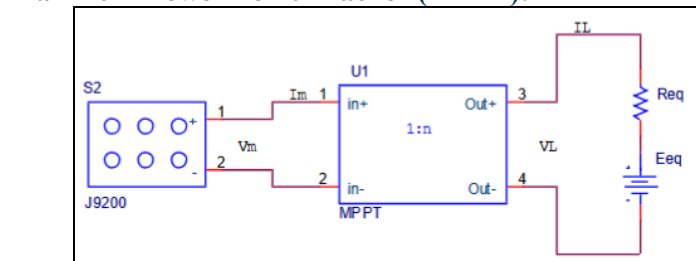 S2
J9200
+
-
1
2
Im
Vm
U1
1
2
in+
in-
1:n
Out+
Out-
MPPT
3
4
IL
VL
Req
Eeq